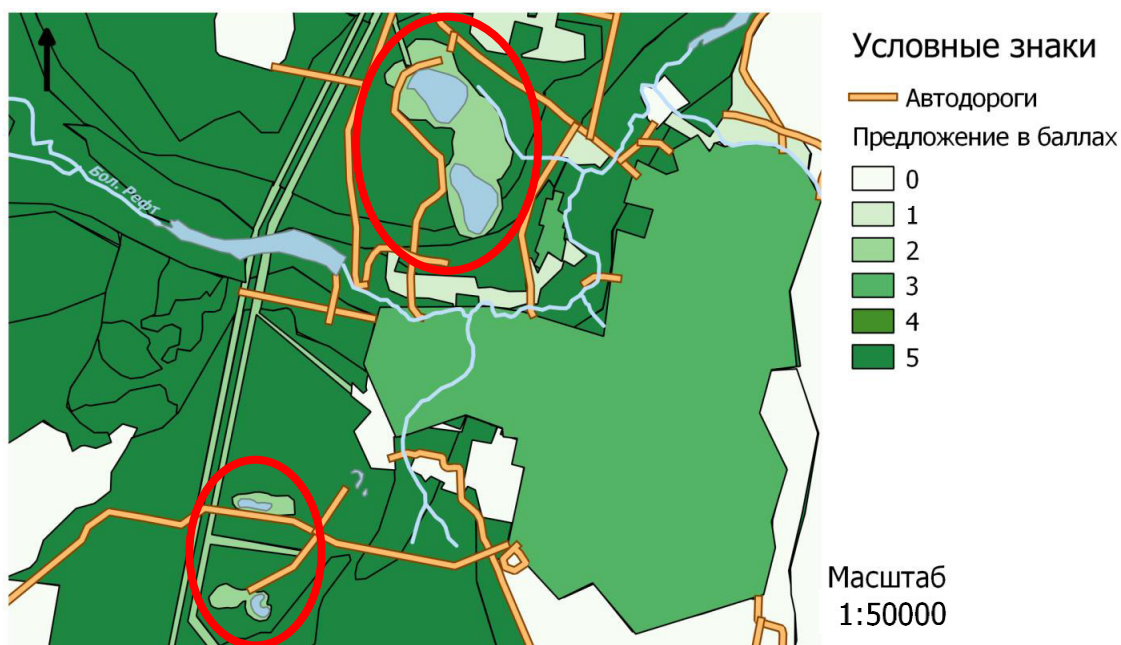 Условные знаки
Автодороги
Предложение в баллах
0
1
2
3
4
5
Бол. Рефт
Масштаб
1:50000